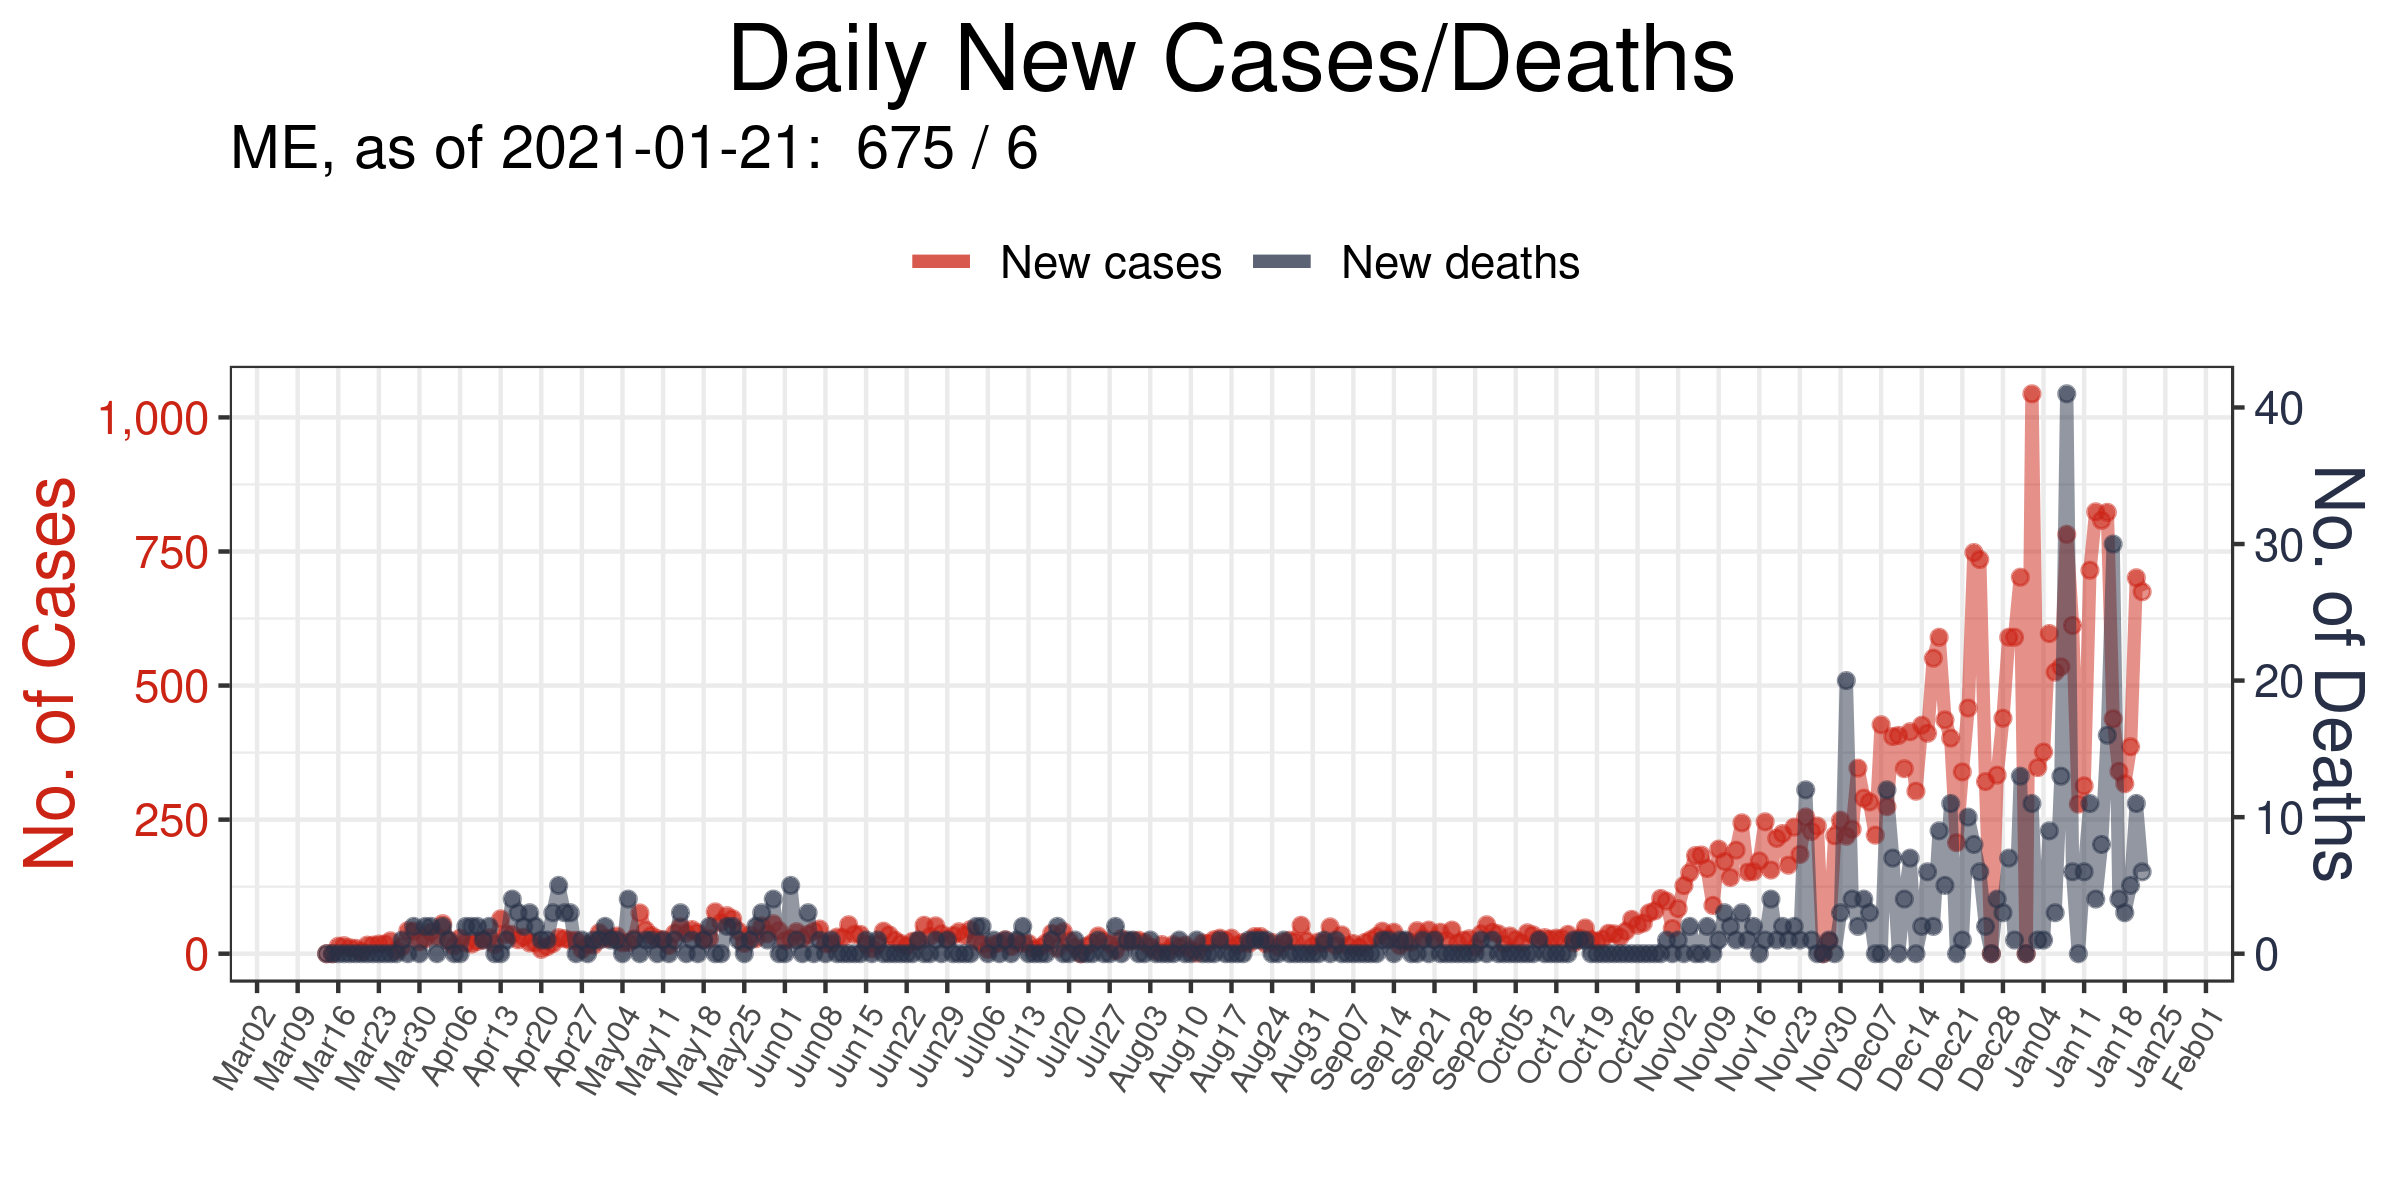 Daily New Cases/Deaths
ME, as of 2021-01-21:  675 / 6
New cases
New deaths
No. of Cases
1,000
750
500
250
0
40
30
20
10
0
No. of Deaths
Mar02
Mar09
Mar16
Mar23
Mar30
Apr06
Apr13
Apr20
Apr27
May04
May11
May18
May25
Jun01
Jun08
Jun15
Jun22
Jun29
Jul06
Jul13
Jul20
Jul27
Aug03
Aug10
Aug17
Aug24
Aug31
Sep07
Sep14
Sep21
Sep28
Oct05
Oct12
Oct19
Oct26
Nov02
Nov09
Nov16
Nov23
Nov30
Dec07
Dec14
Dec21
Dec28
Jan04
Jan11
Jan18
Jan25
Feb01